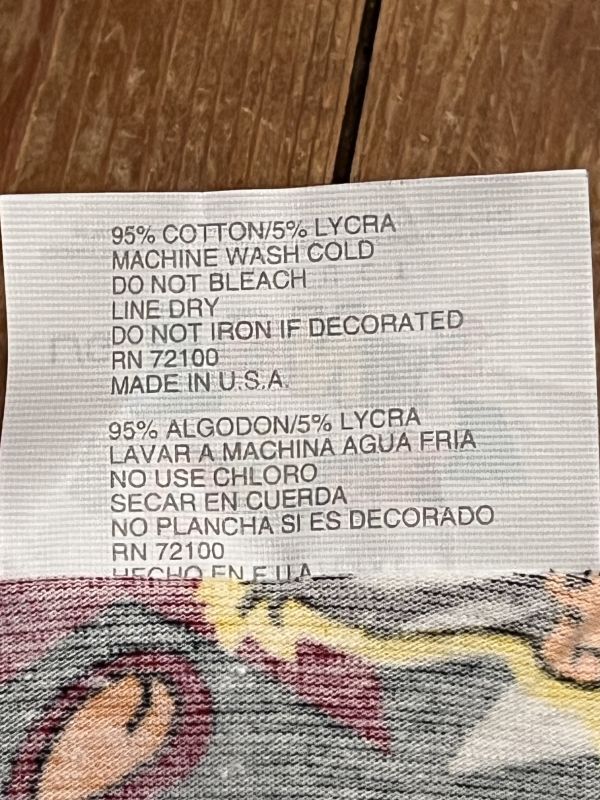 95% COTTON/5% LYCRA
MACHINE WASH COLD
DO NOT BLEACH
LINE DRY
DO NOT IRON IF DECORATED
RN 72100
MADE IN U.S.A.
95% ALGODON/5% LYCRA
LAVAR A MACHINA AGUA FRIA
NO USE CHLORO
SECAR EN CUERDA
NO PLANCHA SI ES DECORADO
RN 72100
HECHO EN E.U.A.